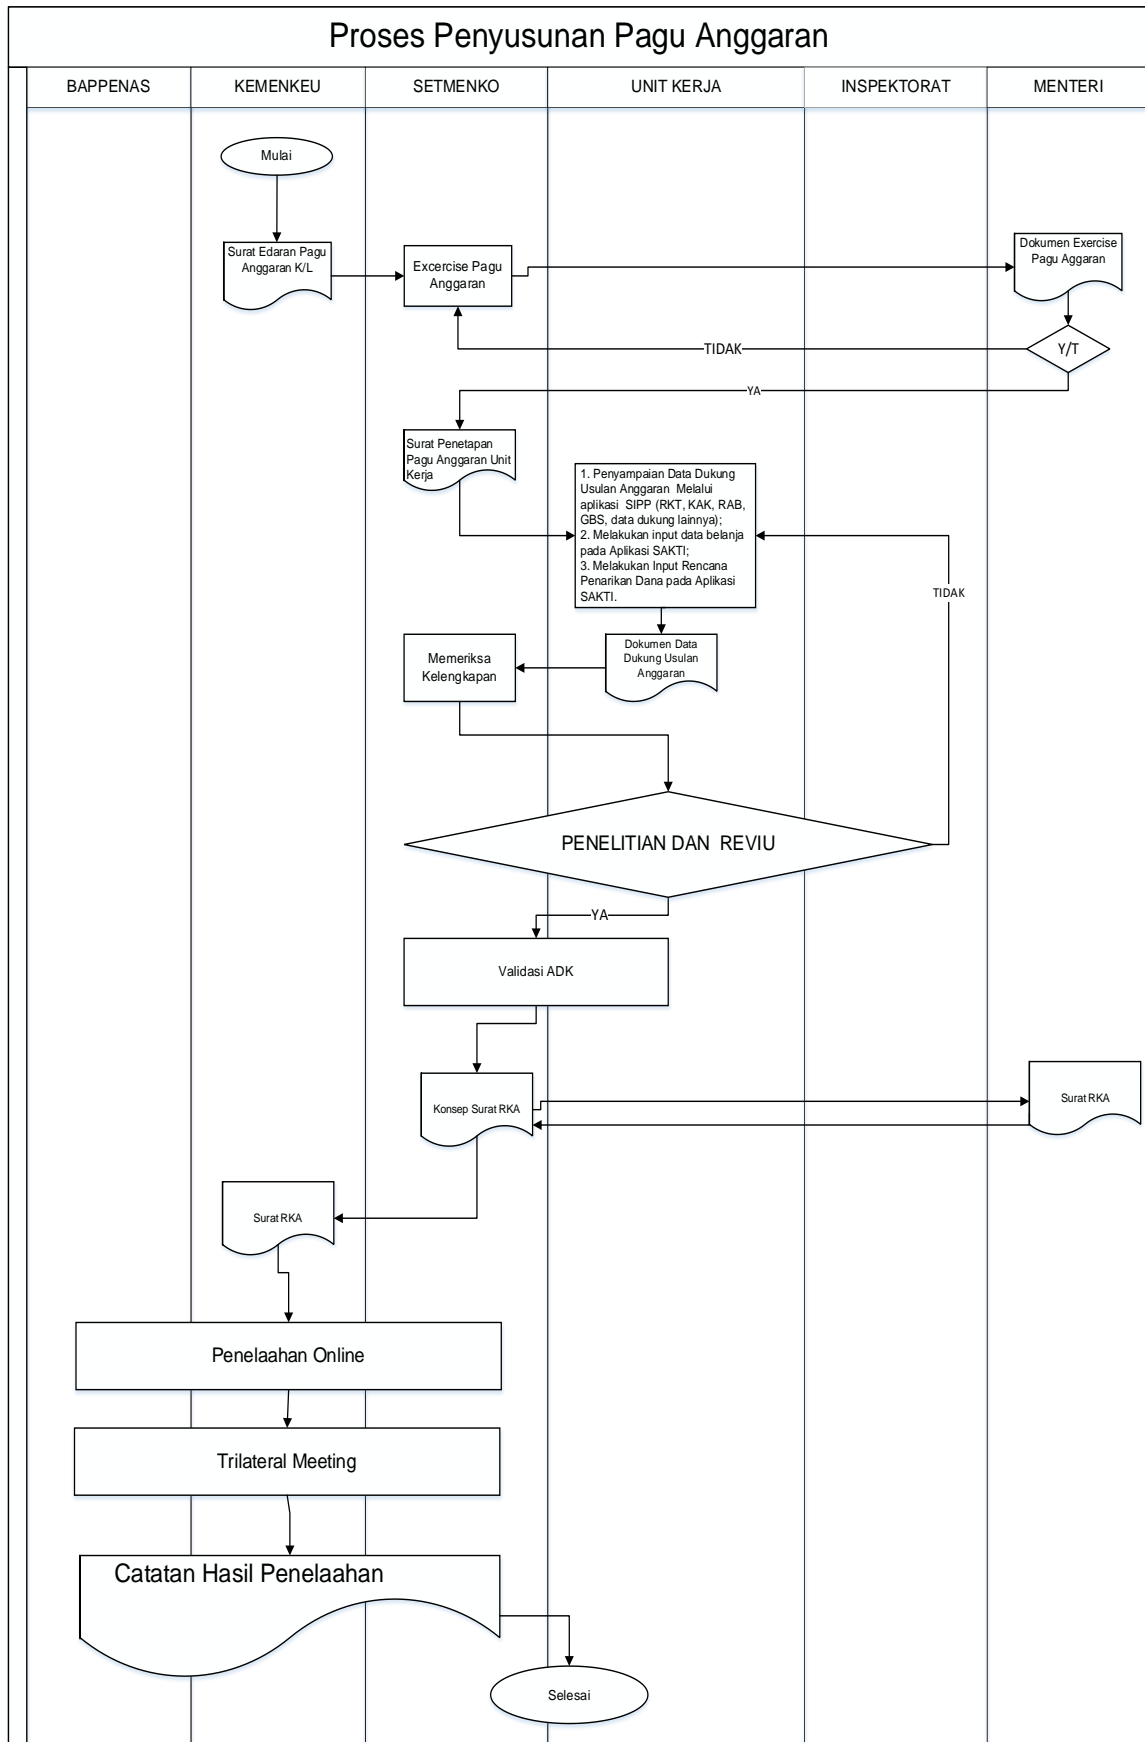 Proses Penyusunan Pagu Anggaran
BAPPENAS
KEMENKEU
SETMENKO
UNIT KERJA
INSPEKTORAT
MENTERI
Mulai
Surat Edaran Pagu
Anggaran K/L
Excercise Pagu
Anggaran
Dokumen Exercise
Pagu Aggaran
Y/T
TIDAK
YA
Surat Penetapan
Pagu Anggaran Unit
Kerja
1. Penyampaian Data Dukung
Usulan Anggaran Melalui
aplikasi SIPP (RKT, KAK, RAB,
GBS, data dukung lainnya);
2. Melakukan input data belanja
pada Aplikasi SAKTI;
3. Melakukan Input Rencana
Penarikan Dana pada Aplikasi
SAKTI.
TIDAK
Dokumen Data
Dukung Usulan
Anggaran
Memeriksa
Kelengkapan
PENELITIAN DAN REVIU
YA
Validasi ADK
Konsep Surat RKA
Surat RKA
Surat RKA
Penelaahan Online
Trilateral Meeting
Catatan Hasil Penelaahan
Selesai